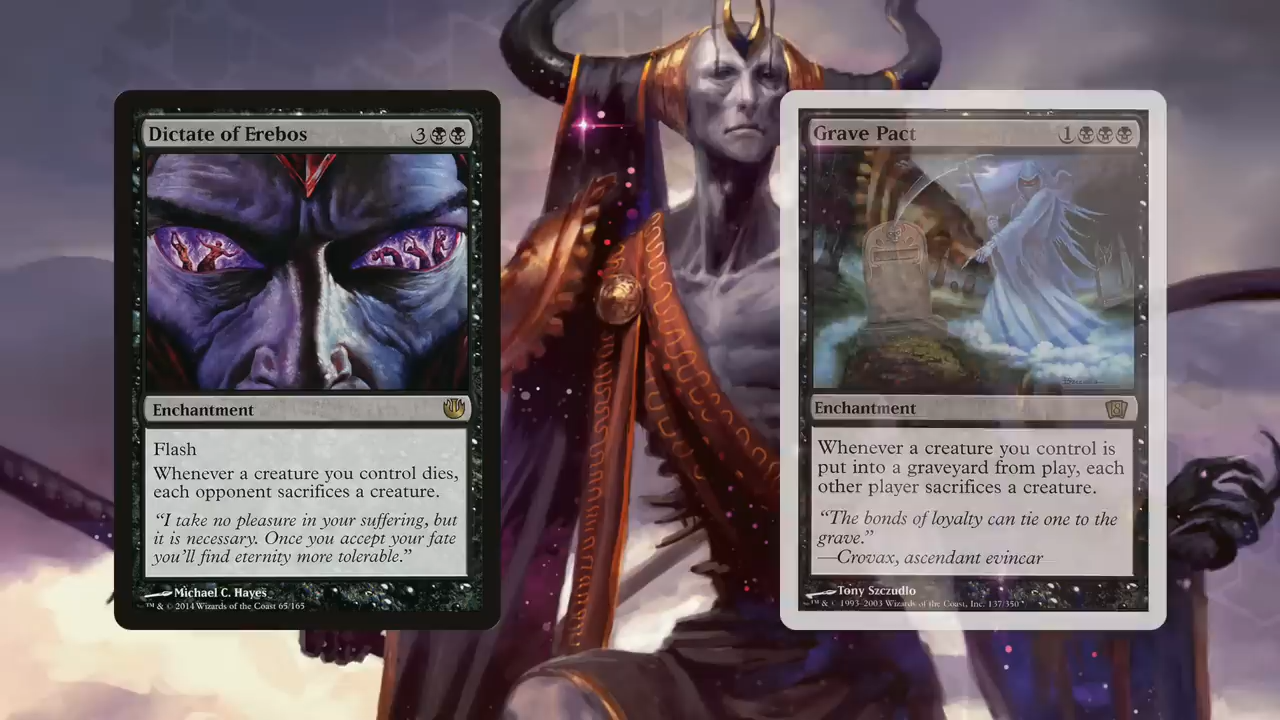 Dictate of Erebos 3
Enchantment
Flash
Whenever a creature you control dies,
each opponent sacrifices a creature.
“I take no pleasure in your suffering, but
it is necessary. Once you accept your fate
you’ll find eternity more tolerable.”
Michael C. Hayes
™ & © 2014 Wizards of the Coast 65/165
Grave Pact 1
Enchantment
8
Whenever a creature you control is
put into a graveyard from play, each
other player sacrifices a creature.
“The bonds of loyalty can tie one to the
grave.”
—Crovax, ascendant evincar
Tony Szczudlo
™ & © 1993–2003 Wizards of the Coast, Inc. 137/350